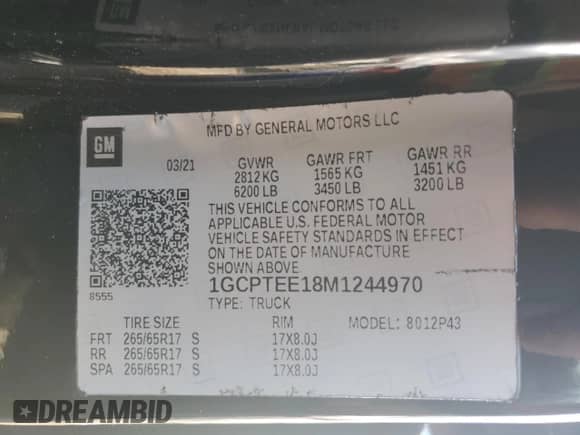 MFD BY GENERAL MOTORS LLC
GM
03/21
GVWR GAWR FRT GAWR RR
2812 KG 1565 KG 1451 KG
6200 LB 3450 LB 3200 LB
THIS VEHICLE CONFORMS TO ALL
APPLICABLE U.S. FEDERAL MOTOR
VEHICLE SAFETY STANDARDS IN EFFECT
ON THE DATE OF MANUFACTURE
SHOWN ABOVE.
8555
1GCPTEE18M1244970
TYPE: TRUCK
TIRE SIZE RIM MODEL: 8012P43
FRT 265/65R17 S 17X8.0J
RR 265/65R17 S 17X8.0J
SPA 265/65R17 S 17X8.0J
DREAMBID